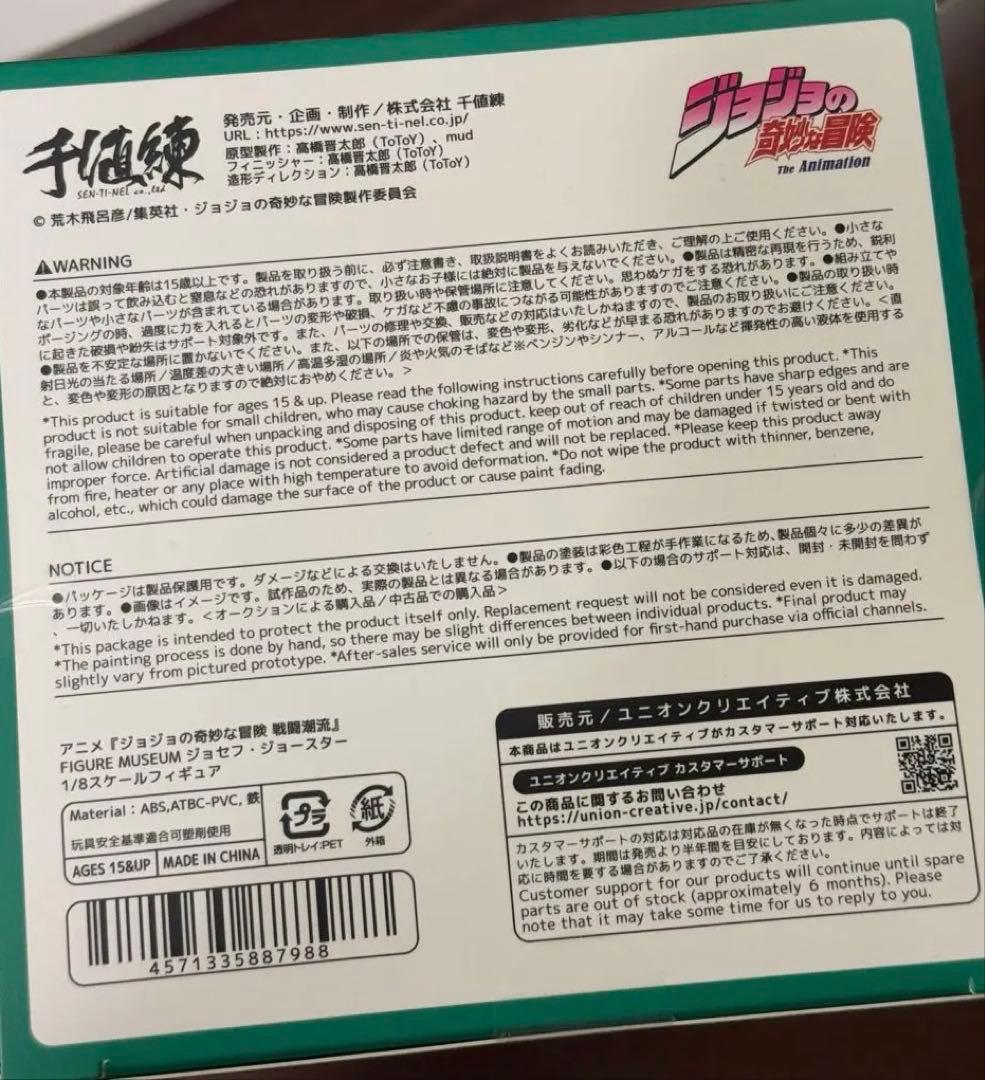 千値練
SEN-TI-NEL co.,ltd
発売元・企画・制作／株式会社 千値練
URL：https://www.sen-ti-nel.co.jp/
原型製作：高橋晋太郎（ToToY）、mud
フィニッシャー：高橋晋太郎（ToToY）
造形ディレクション：高橋晋太郎（ToToY）
ジョジョの
奇妙な冒険
The Animation
© 荒木飛呂彦/集英社・ジョジョの奇妙な冒険製作委員会
⚠WARNING
●本製品の対象年齢は15歳以上です。製品を取り扱う前に、必ず注意書き、取扱説明書をよくお読みいただき、ご理解の上ご使用ください。●小さな
パーツは誤って飲み込むと窒息などの恐れがありますので、小さなお子様には絶対に製品を与えないでください。●製品は精密な再現を行うため、鋭利
なパーツや小さなパーツが含まれている場合があります。取り扱い時や保管場所に注意してください。思わぬケガをする恐れがあります。●組み立てや
ポージングの時、過度に力を入れるとパーツの変形や破損、ケガなど不慮の事故につながる可能性がありますのでご注意ください。●製品の取り扱い時
に起きた破損や紛失はサポート対象外です。また、パーツの修理や交換、販売などの対応はいたしかねますので、製品のお取り扱いにご注意ください。
●製品を不安定な場所に置かないでください。また、以下の場所での保管は、変色や変形、劣化などが早まる恐れがありますのでお避けください。＜直
射日光の当たる場所／温度差の大きい場所／高温多湿の場所／炎や火気のそばなど※ベンジンやシンナー、アルコールなど揮発性の高い液体を使用する
と、変色や変形の原因となりますので絶対におやめください。＞
*This product is suitable for ages 15 & up. Please read the following instructions carefully before opening this product. *This
product is not suitable for small children, who may cause choking hazard by the small parts. *Some parts have sharp edges and are
fragile, please be careful when unpacking and disposing of this product. keep out of reach of children under 15 years old and do
not allow children to operate this product. *Some parts have limited range of motion and may be damaged if twisted or bent with
improper force. Artificial damage is not considered a product defect and will not be replaced. *Please keep this product away
from fire, heater or any place with high temperature to avoid deformation. *Do not wipe the product with thinner, benzene,
alcohol, etc., which could damage the surface of the product or cause paint fading.
NOTICE
●パッケージは製品保護用です。ダメージなどによる交換はいたしません。●製品の塗装は彩色工程が手作業になるため、製品個々に多少の差異が
あります。●画像はイメージです。試作品のため、実際の製品とは異なる場合があります。●以下の場合のサポート対応は、開封・未開封を問わず
、一切いたしかねます。＜オークションによる購入品／中古品での購入品＞
*This package is intended to protect the product itself only. Replacement request will not be considered even it is damaged.
*The painting process is done by hand, so there may be slight differences between individual products. *Final product may
slightly vary from pictured prototype. *After-sales service will only be provided for first-hand purchase via official channels.
アニメ『ジョジョの奇妙な冒険 戦闘潮流』
FIGURE MUSEUM ジョセフ・ジョースター
1/8スケールフィギュア
Material：ABS,ATBC-PVC, 鉄
玩具安全基準適合可塑剤使用
AGES 15&UP
MADE IN CHINA
プラ
透明トレイ:PET
紙
外箱
4571335887988
販売元／ユニオンクリエイティブ株式会社
本商品はユニオンクリエイティブがカスタマーサポート対応いたします。
ユニオンクリエイティブ カスタマーサポート
この商品に関するお問い合わせ
https://union-creative.jp/contact/
カスタマーサポートの対応は対応品の在庫が無くなった時点でサポートは終了
いたします。期間は発売より半年間を目安にしております。内容によっては対
応に時間を要する場合がありますのでご了承ください。
Customer support for our products will continue until spare
parts are out of stock (approximately 6 months). Please
note that it may take some time for us to reply to you.